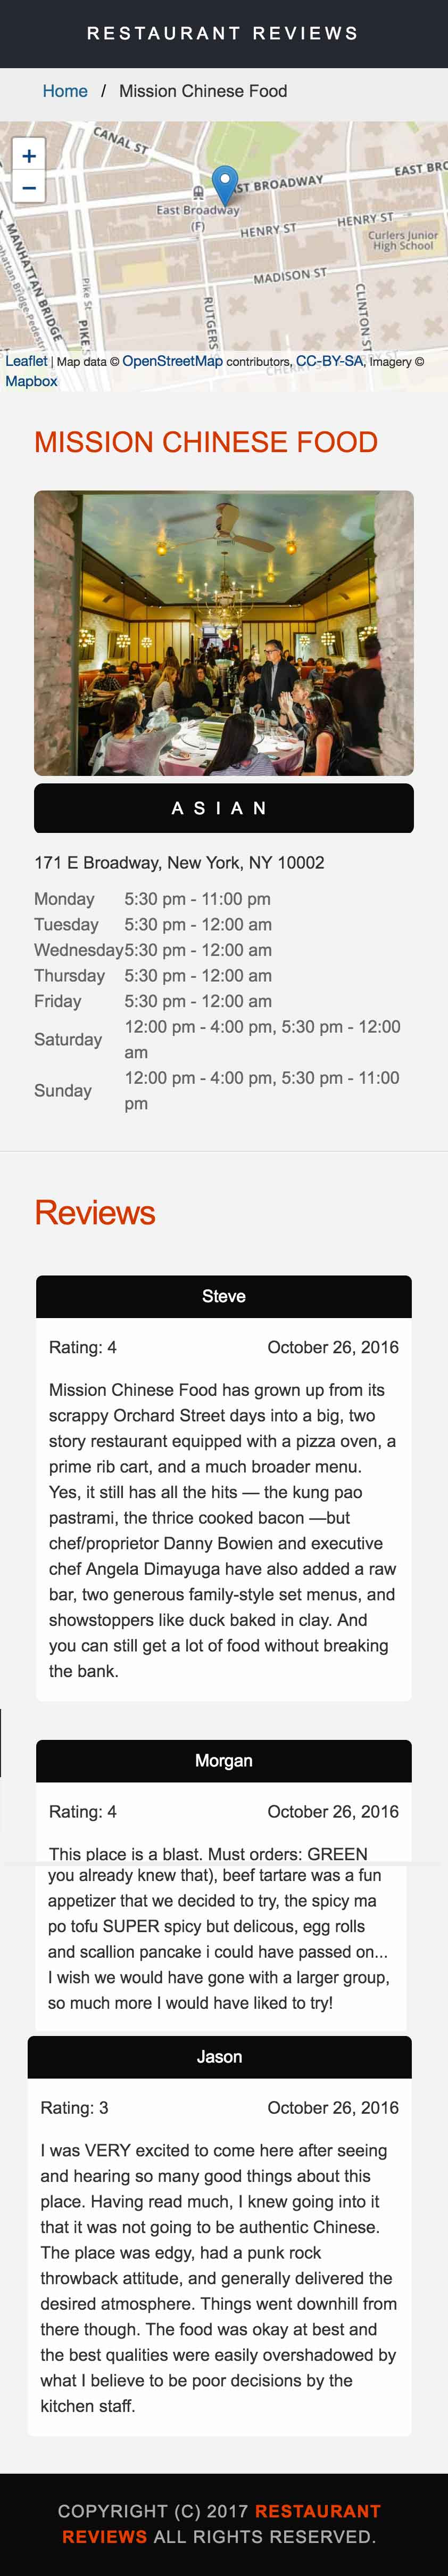 RESTAURANT REVIEWS
Home / Mission Chinese Food
+
−
CANAL ST
EAST BROADWAY
EAST BRO
East Broadway
(F)
HENRY ST
HENRY ST
Curlers Junior
High School
MANHATTAN BRIDGE
MADISON ST
Pike St
PIKE S
RUTGERS
CLINTON ST
CHERRY ST
Leaflet | Map data © OpenStreetMap contributors, CC-BY-SA, Imagery ©
Mapbox
MISSION CHINESE FOOD
ASIAN
171 E Broadway, New York, NY 10002
Monday 5:30 pm - 11:00 pm
Tuesday 5:30 pm - 12:00 am
Wednesday 5:30 pm - 12:00 am
Thursday 5:30 pm - 12:00 am
Friday 5:30 pm - 12:00 am
Saturday 12:00 pm - 4:00 pm, 5:30 pm - 12:00
am
Sunday 12:00 pm - 4:00 pm, 5:30 pm - 11:00
pm
Reviews
Steve
Rating: 4 October 26, 2016
Mission Chinese Food has grown up from its
scrappy Orchard Street days into a big, two
story restaurant equipped with a pizza oven, a
prime rib cart, and a much broader menu.
Yes, it still has all the hits — the kung pao
pastrami, the thrice cooked bacon —but
chef/proprietor Danny Bowien and executive
chef Angela Dimayuga have also added a raw
bar, two generous family-style set menus, and
showstoppers like duck baked in clay. And
you can still get a lot of food without breaking
the bank.
Morgan
Rating: 4 October 26, 2016
This place is a blast. Must orders: GREEN
you already knew that), beef tartare was a fun
appetizer that we decided to try, the spicy ma
po tofu SUPER spicy but delicous, egg rolls
and scallion pancake i could have passed on...
I wish we would have gone with a larger group,
so much more I would have liked to try!
Jason
Rating: 3 October 26, 2016
I was VERY excited to come here after seeing
and hearing so many good things about this
place. Having read much, I knew going into it
that it was not going to be authentic Chinese.
The place was edgy, had a punk rock
throwback attitude, and generally delivered the
desired atmosphere. Things went downhill from
there though. The food was okay at best and
the best qualities were easily overshadowed by
what I believe to be poor decisions by the
kitchen staff.
COPYRIGHT (C) 2017 RESTAURANT
REVIEWS ALL RIGHTS RESERVED.